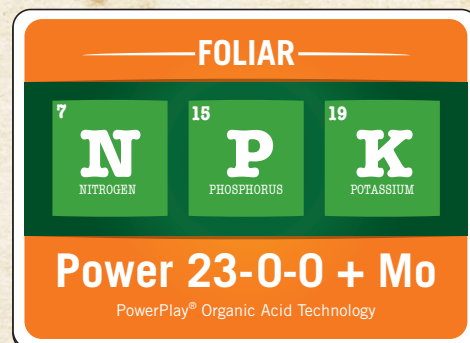 FOLIAR
7 15 19
N P K
NITROGEN PHOSPHORUS POTASSIUM
Power 23-0-0 + Mo
PowerPlay® Organic Acid Technology